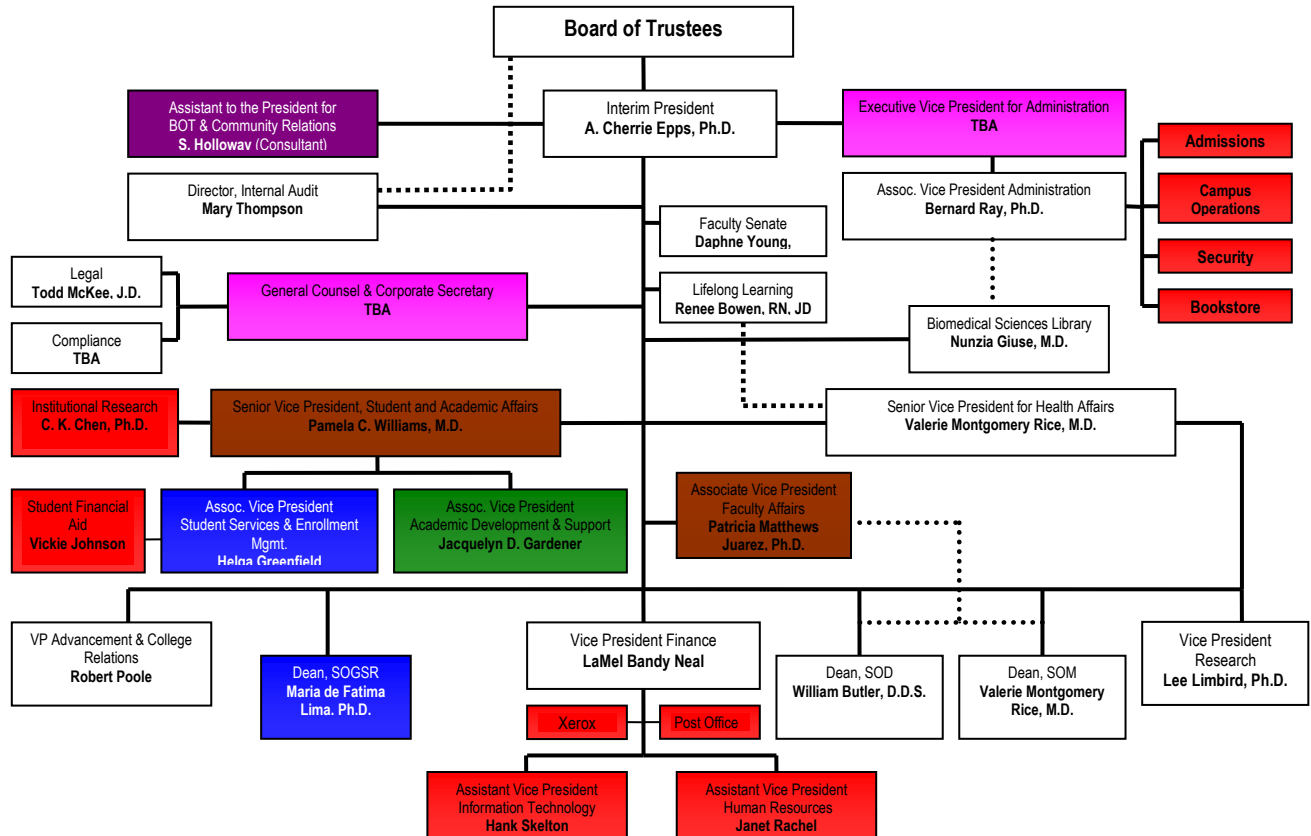 Board of Trustees
Assistant to the President for
BOT & Community Relations
S. Holloway (Consultant)
Interim President
A. Cherrie Epps, Ph.D.
Executive Vice President for Administration
TBA
Admissions
Campus
Operations
Security
Bookstore
Director, Internal Audit
Mary Thompson
Assoc. Vice President Administration
Bernard Ray, Ph.D.
Faculty Senate
Daphne Young,
Legal
Todd McKee, J.D.
Compliance
TBA
General Counsel & Corporate Secretary
TBA
Lifelong Learning
Renee Bowen, RN, JD
Biomedical Sciences Library
Nunzia Giuse, M.D.
Institutional Research
C. K. Chen, Ph.D.
Senior Vice President, Student and Academic Affairs
Pamela C. Williams, M.D.
Senior Vice President for Health Affairs
Valerie Montgomery Rice, M.D.
Student Financial
Aid
Vickie Johnson
Assoc. Vice President
Student Services & Enrollment
Mgmt.
Helga Greenfield
Assoc. Vice President
Academic Development & Support
Jacquelyn D. Gardener
Associate Vice President
Faculty Affairs
Patricia Matthews
Juarez, Ph.D.
VP Advancement & College
Relations
Robert Poole
Dean, SOGSR
Maria de Fatima
Lima. Ph.D.
Vice President Finance
LaMel Bandy Neal
Dean, SOD
William Butler, D.D.S.
Dean, SOM
Valerie Montgomery
Rice, M.D.
Vice President
Research
Lee Limbird, Ph.D.
Xerox
Post Office
Assistant Vice President
Information Technology
Hank Skelton
Assistant Vice President
Human Resources
Janet Rachel